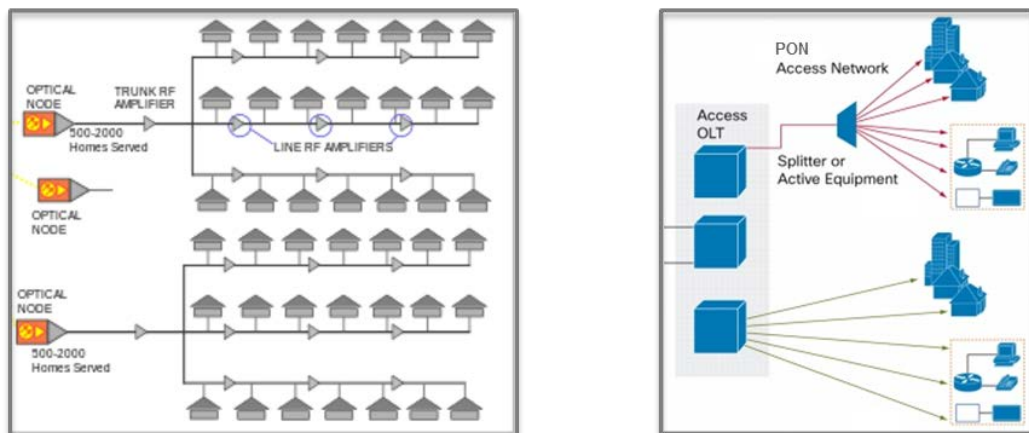 OPTICAL
NODE
TRUNK RF
AMPLIFIER
500-2000
Homes Served
LINE RF AMPLIFIERS
OPTICAL
NODE
OPTICAL
NODE
500-2000
Homes Served
PON
Access Network
Access
OLT
Splitter or
Active Equipment